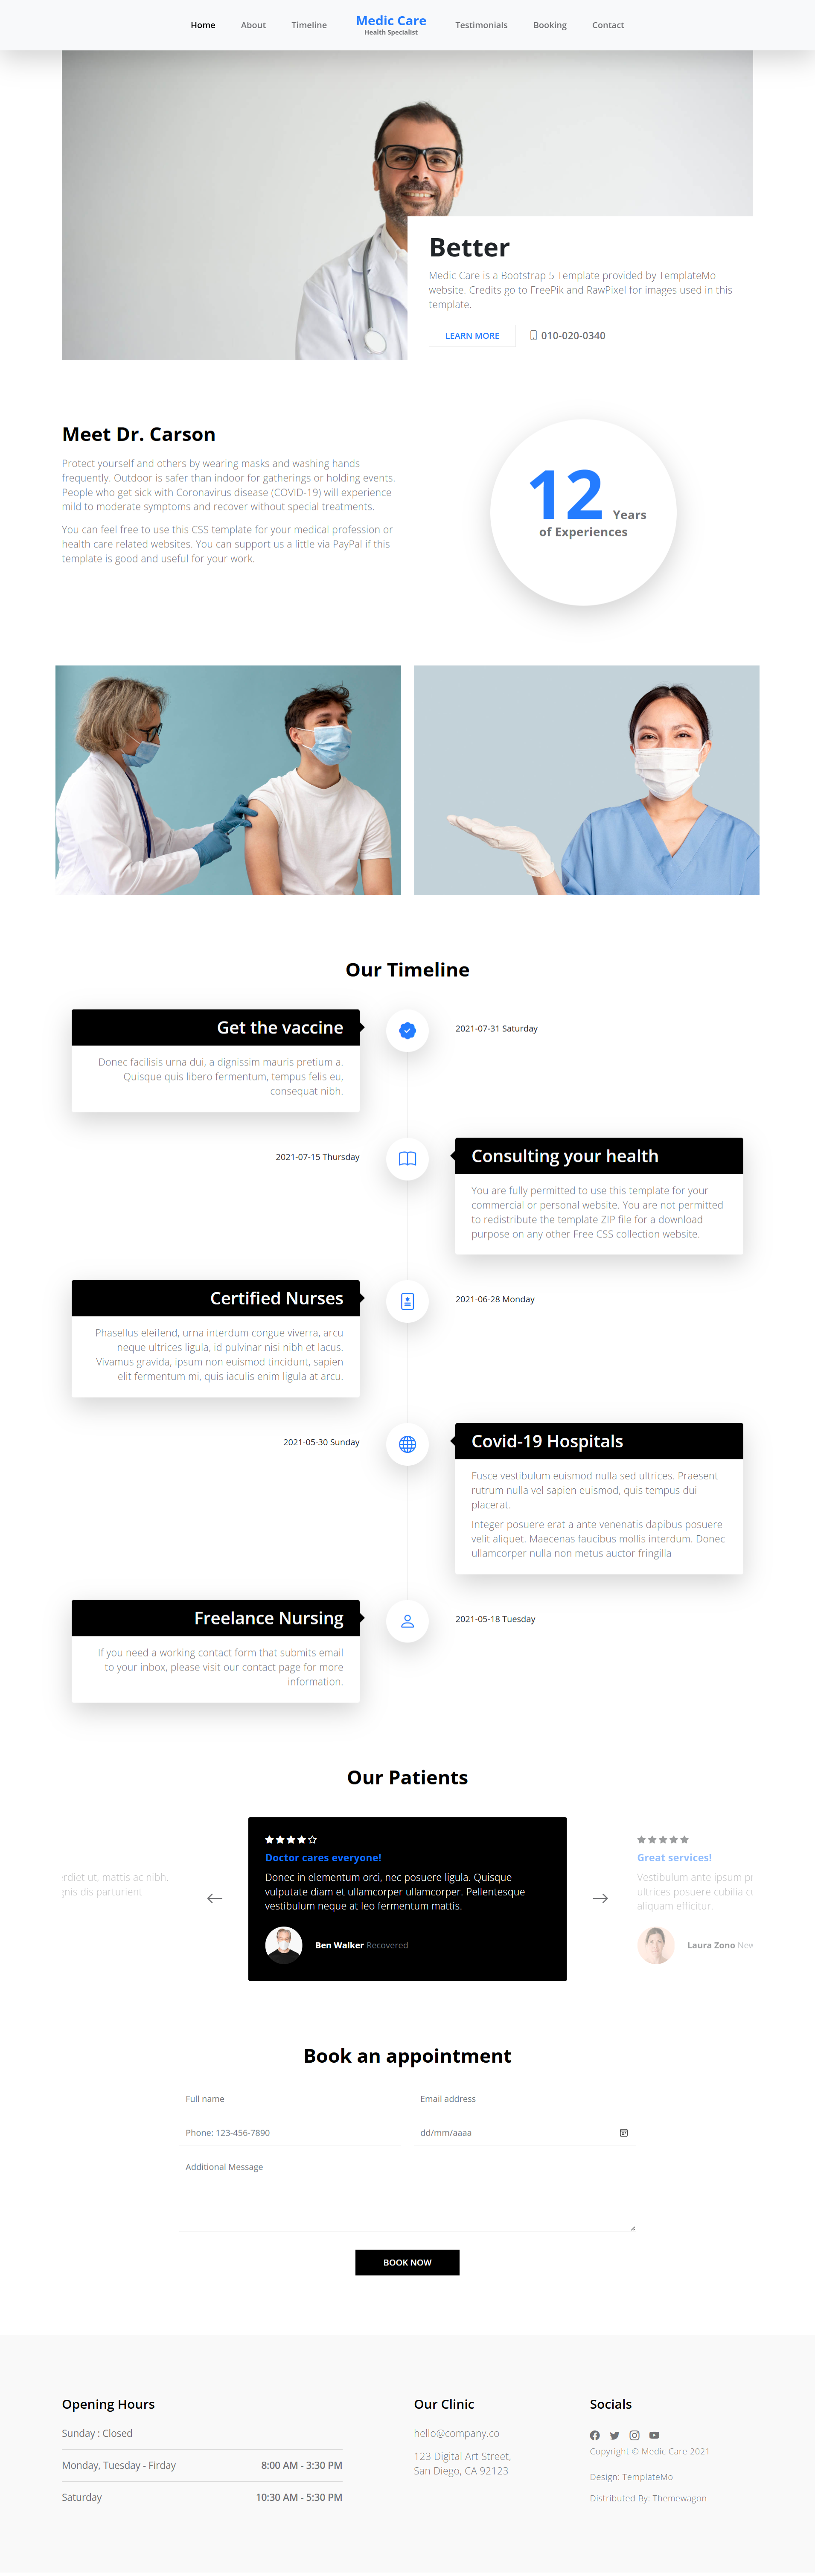 Home
About
Timeline
Medic Care
Health Specialist
Testimonials
Booking
Contact
Better
Medic Care is a Bootstrap 5 Template provided by TemplateMo
website. Credits go to FreePik and RawPixel for images used in this
template.
LEARN MORE
010-020-0340
Meet Dr. Carson
Protect yourself and others by wearing masks and washing hands
frequently. Outdoor is safer than indoor for gatherings or holding events.
People who get sick with Coronavirus disease (COVID-19) will experience
mild to moderate symptoms and recover without special treatments.
You can feel free to use this CSS template for your medical profession or
health care related websites. You can support us a little via PayPal if this
template is good and useful for your work.
12 Years
of Experiences
Our Timeline
Get the vaccine
Donec facilisis urna dui, a dignissim mauris pretium a.
Quisque quis libero fermentum, tempus felis eu,
consequat nibh.
2021-07-31 Saturday
2021-07-15 Thursday
Consulting your health
You are fully permitted to use this template for your
commercial or personal website. You are not permitted
to redistribute the template ZIP file for a download
purpose on any other Free CSS collection website.
Certified Nurses
Phasellus eleifend, urna interdum congue viverra, arcu
neque ultrices ligula, id pulvinar nisi nibh et lacus.
Vivamus gravida, ipsum non euismod tincidunt, sapien
elit fermentum mi, quis iaculis enim ligula at arcu.
2021-06-28 Monday
2021-05-30 Sunday
Covid-19 Hospitals
Fusce vestibulum euismod nulla sed ultrices. Praesent
rutrum nulla vel sapien euismod, quis tempus dui
placerat.
Integer posuere erat a ante venenatis dapibus posuere
velit aliquet. Maecenas faucibus mollis interdum. Donec
ullamcorper nulla non metus auctor fringilla
Freelance Nursing
If you need a working contact form that submits email
to your inbox, please visit our contact page for more
information.
2021-05-18 Tuesday
Our Patients
rdiet ut, mattis ac nibh.
gnis dis parturient
Doctor cares everyone!
Donec in elementum orci, nec posuere ligula. Quisque
vulputate diam et ullamcorper ullamcorper. Pellentesque
vestibulum neque at leo fermentum mattis.
Ben Walker Recovered
Great services!
Vestibulum ante ipsum pr
ultrices posuere cubilia cu
aliquam efficitur.
Laura Zono New
Book an appointment
Full name
Email address
Phone: 123-456-7890
dd/mm/aaaa
Additional Message
BOOK NOW
Opening Hours
Sunday : Closed
Monday, Tuesday - Firday 8:00 AM - 3:30 PM
Saturday 10:30 AM - 5:30 PM
Our Clinic
hello@company.co
123 Digital Art Street,
San Diego, CA 92123
Socials
Copyright © Medic Care 2021
Design: TemplateMo
Distributed By: Themewagon